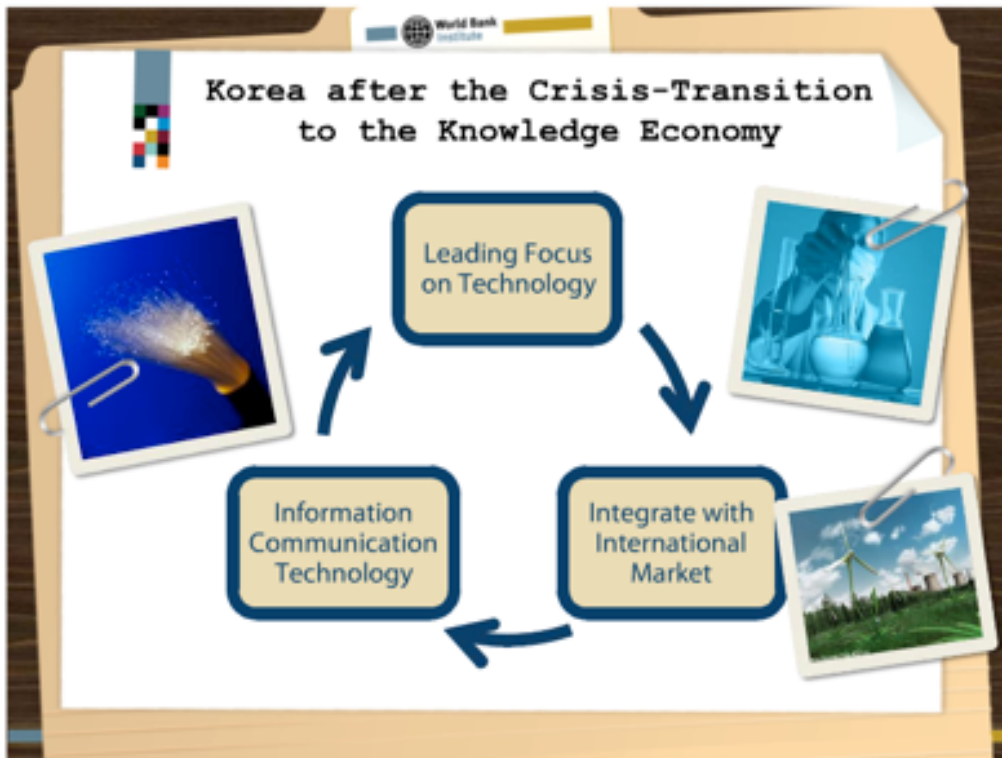 World Bank
Institute
Korea after the Crisis-Transition
to the Knowledge Economy
Leading Focus
on Technology
Information
Communication
Technology
Integrate with
International
Market